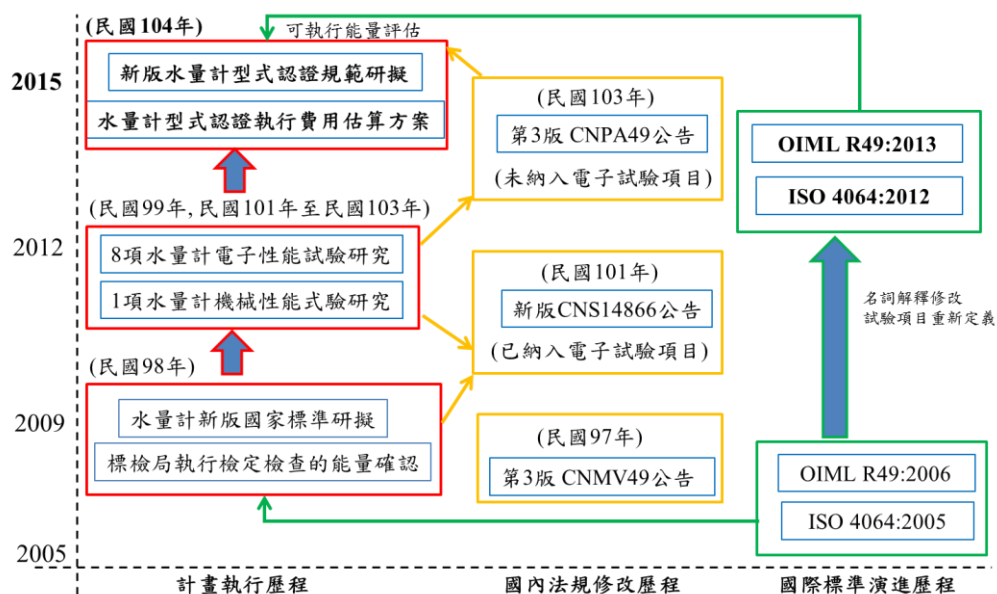 (民國104年)
可執行能量評估
2015
新版水量計型式認證規範研擬
水量計型式認證執行費用估算方案
(民國103年)
第3版 CNPA49公告
(未納入電子試驗項目)
OIML R49:2013
ISO 4064:2012
(民國99年, 民國101年至民國103年)
2012
8項水量計電子性能試驗研究
1項水量計機械性能式驗研究
(民國101年)
新版CNS14866公告
(已納入電子試驗項目)
名詞解釋修改
試驗項目重新定義
(民國98年)
2009
水量計新版國家標準研擬
標檢局執行檢定檢查的能量確認
(民國97年)
第3版 CNMV49公告
OIML R49:2006
ISO 4064:2005
2005
計畫執行歷程
國內法規修改歷程
國際標準演進歷程